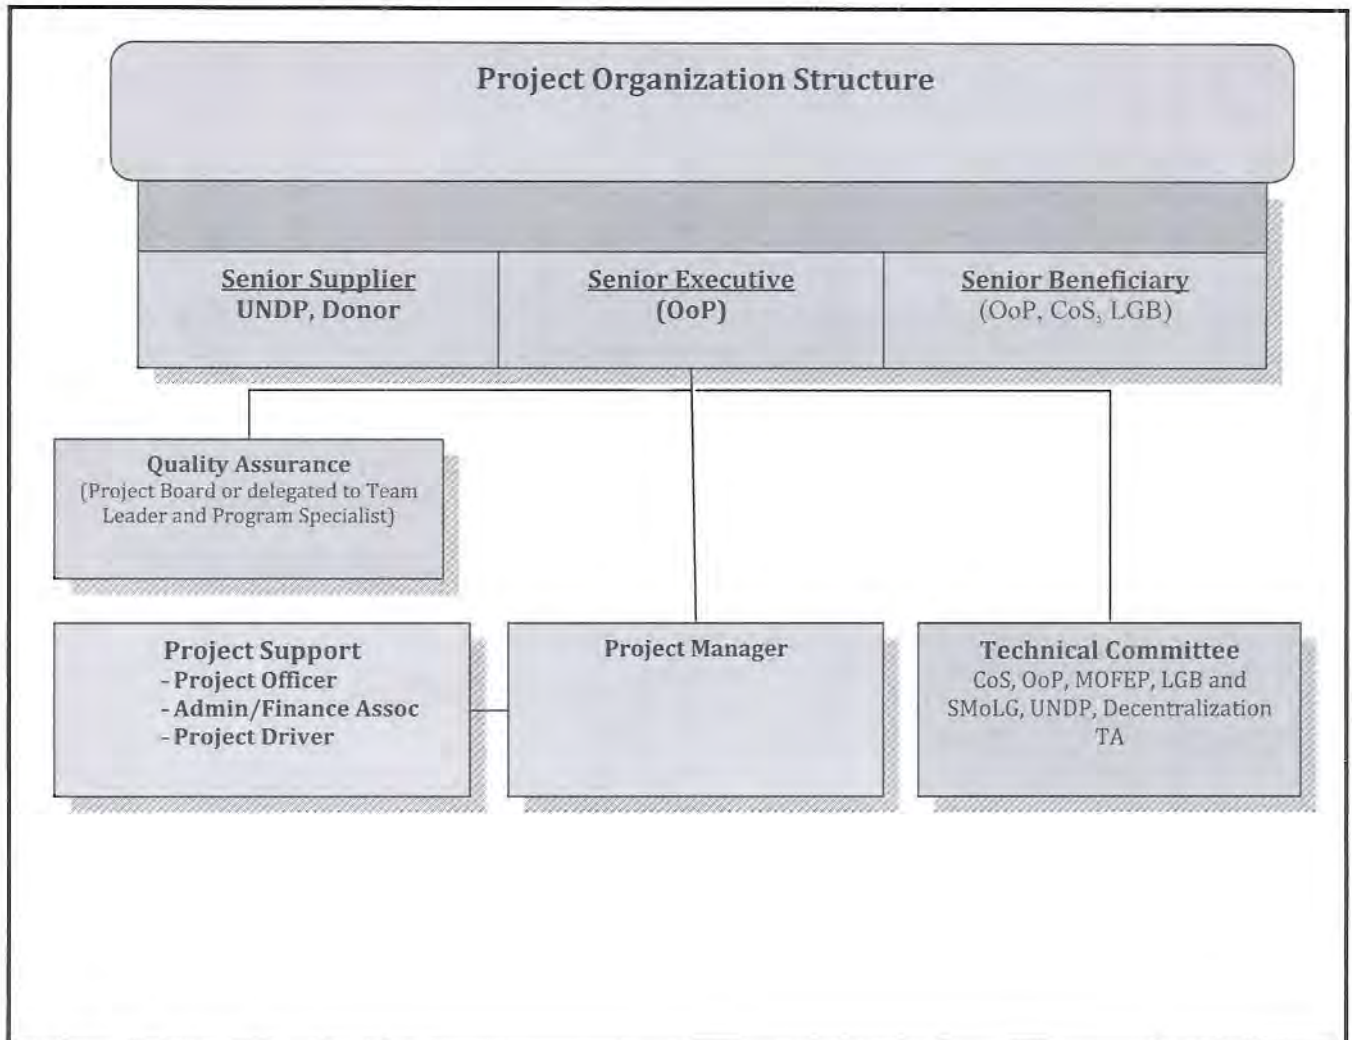 Project Organization Structure
Senior Supplier
UNDP, Donor
Senior Executive
(OoP)
Senior Beneficiary
(OoP, CoS, LGB)
Quality Assurance
(Project Board or delegated to Team
Leader and Program Specialist)
Project Support
- Project Officer
- Admin/Finance Assoc
- Project Driver
Project Manager
Technical Committee
CoS, OoP, MOFEP, LGB and
SMoLG, UNDP, Decentralization
TA